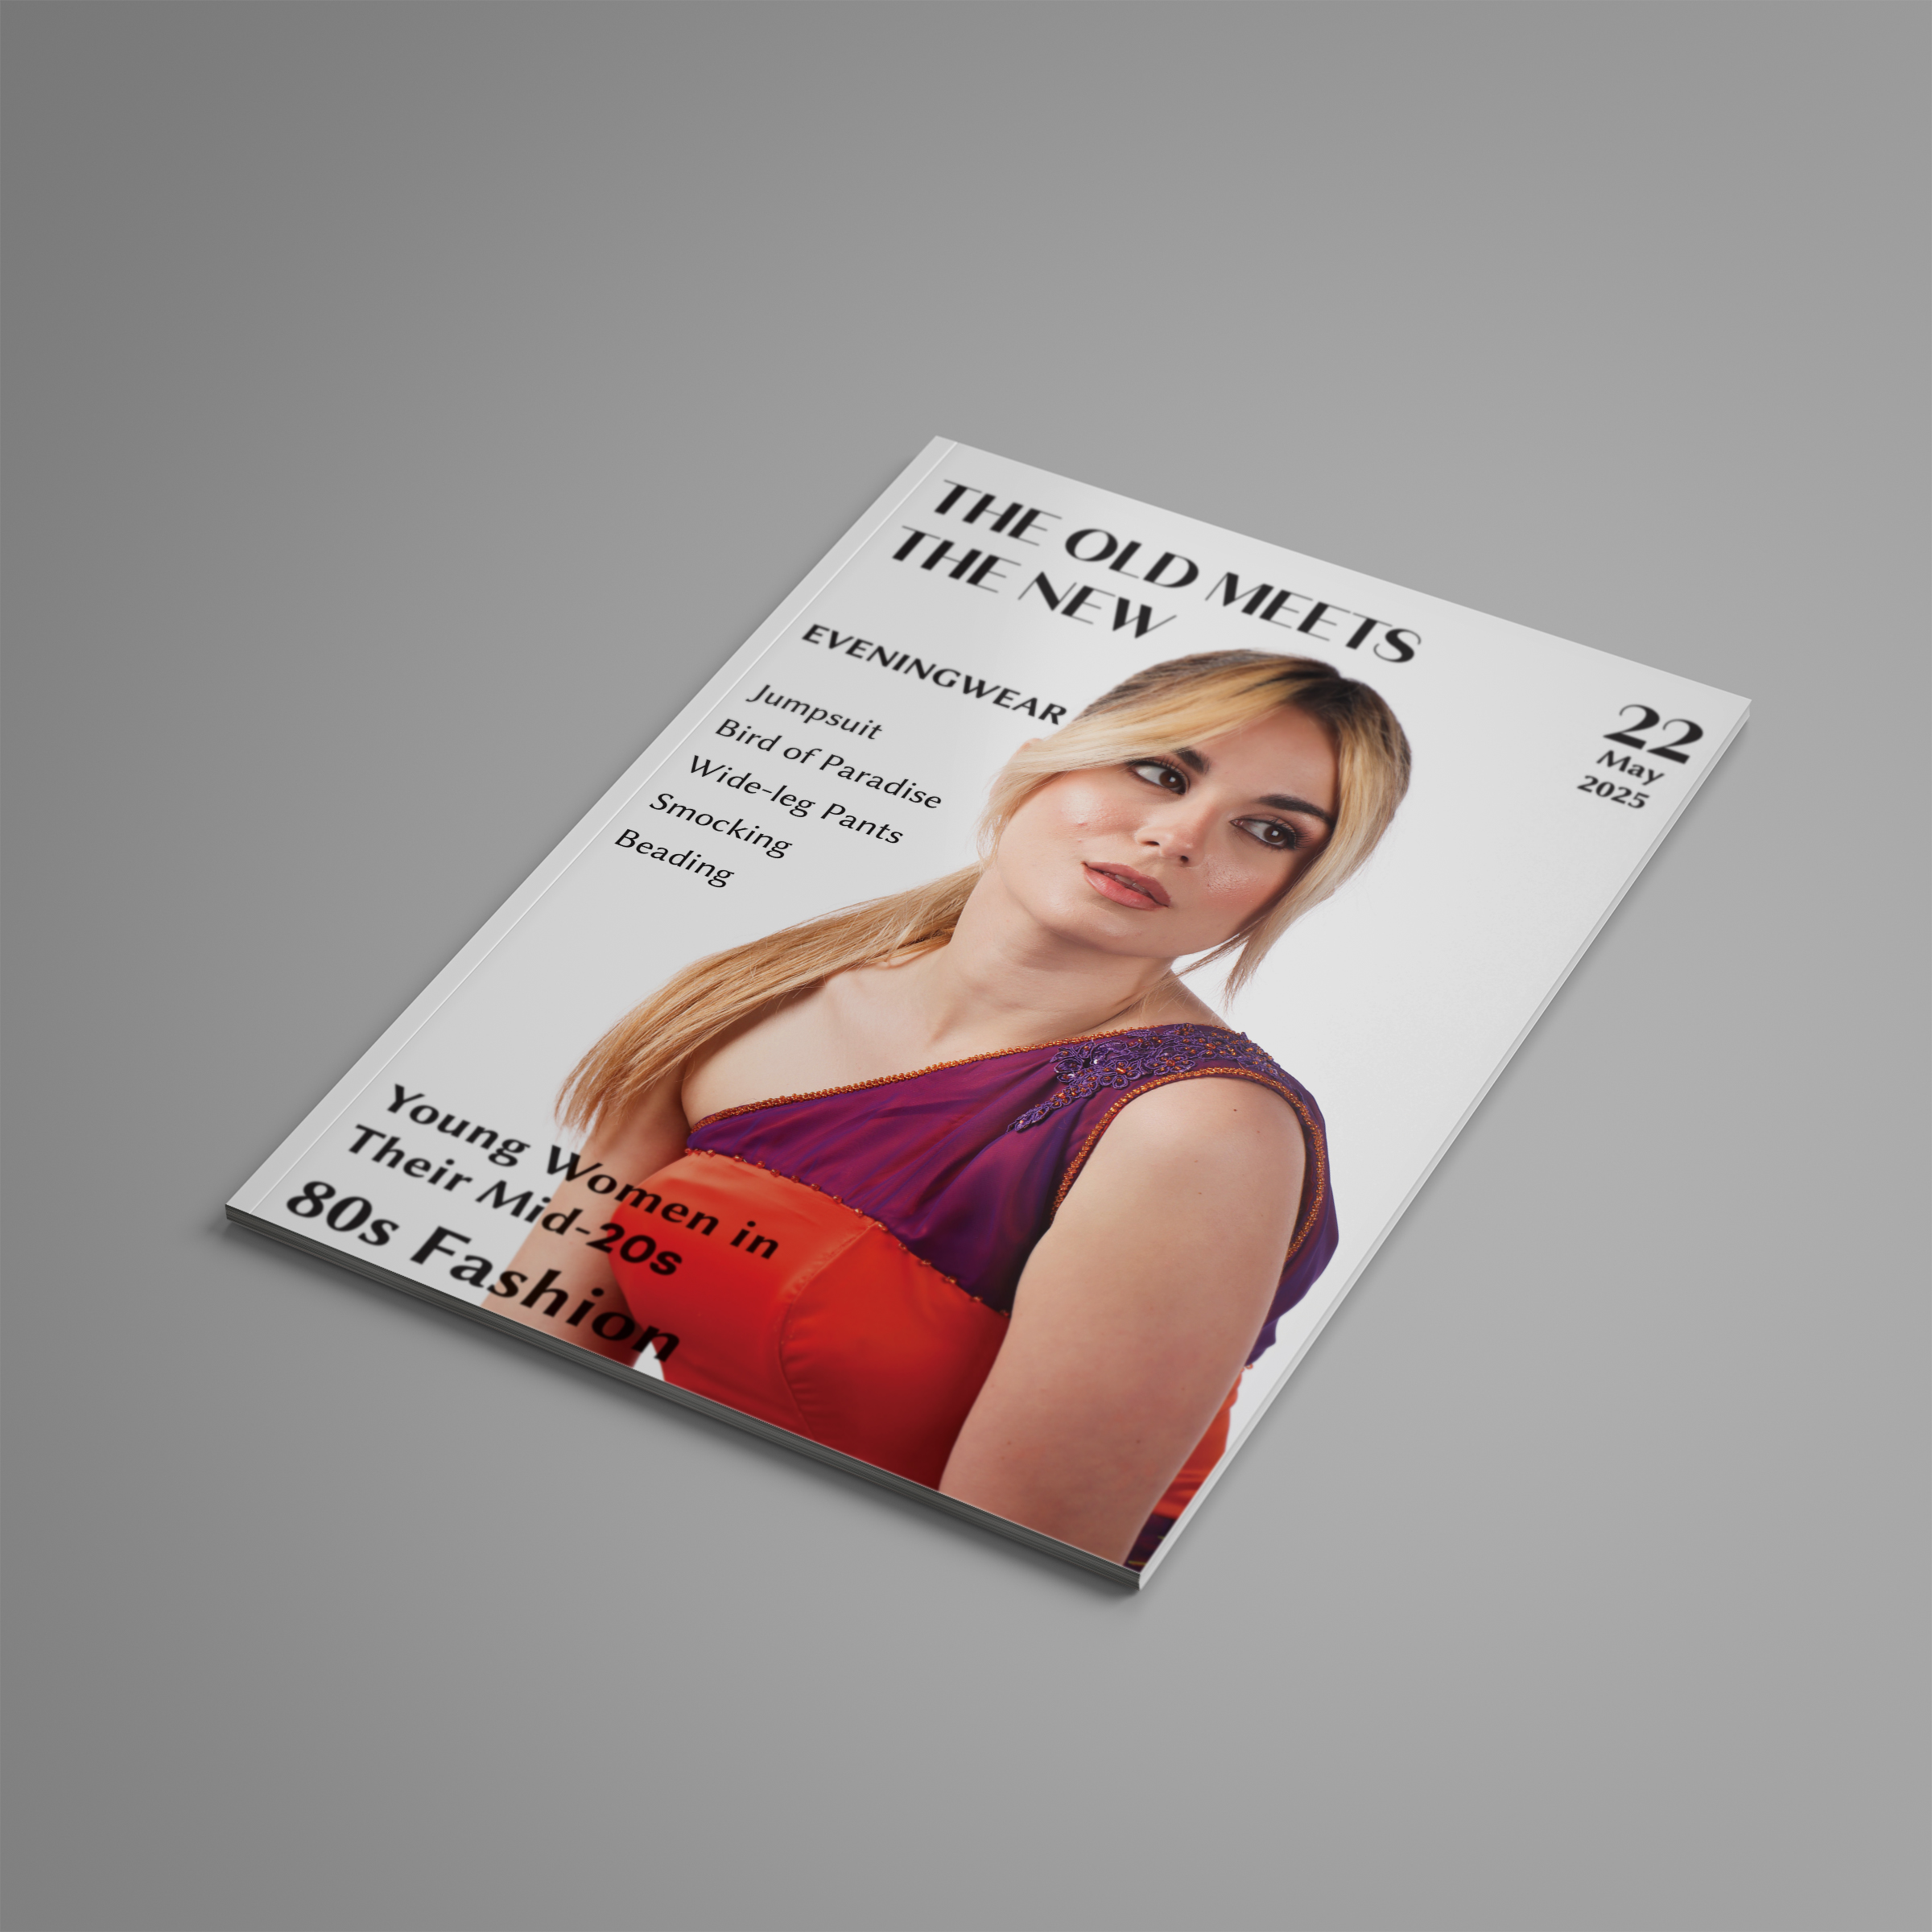 THE OLD MEETS
THE NEW
22
May
2025
EVENINGWEAR
Jumpsuit
Bird of Paradise
Wide-leg Pants
Smocking
Beading
Young Women in
Their Mid-20s
80s Fashion